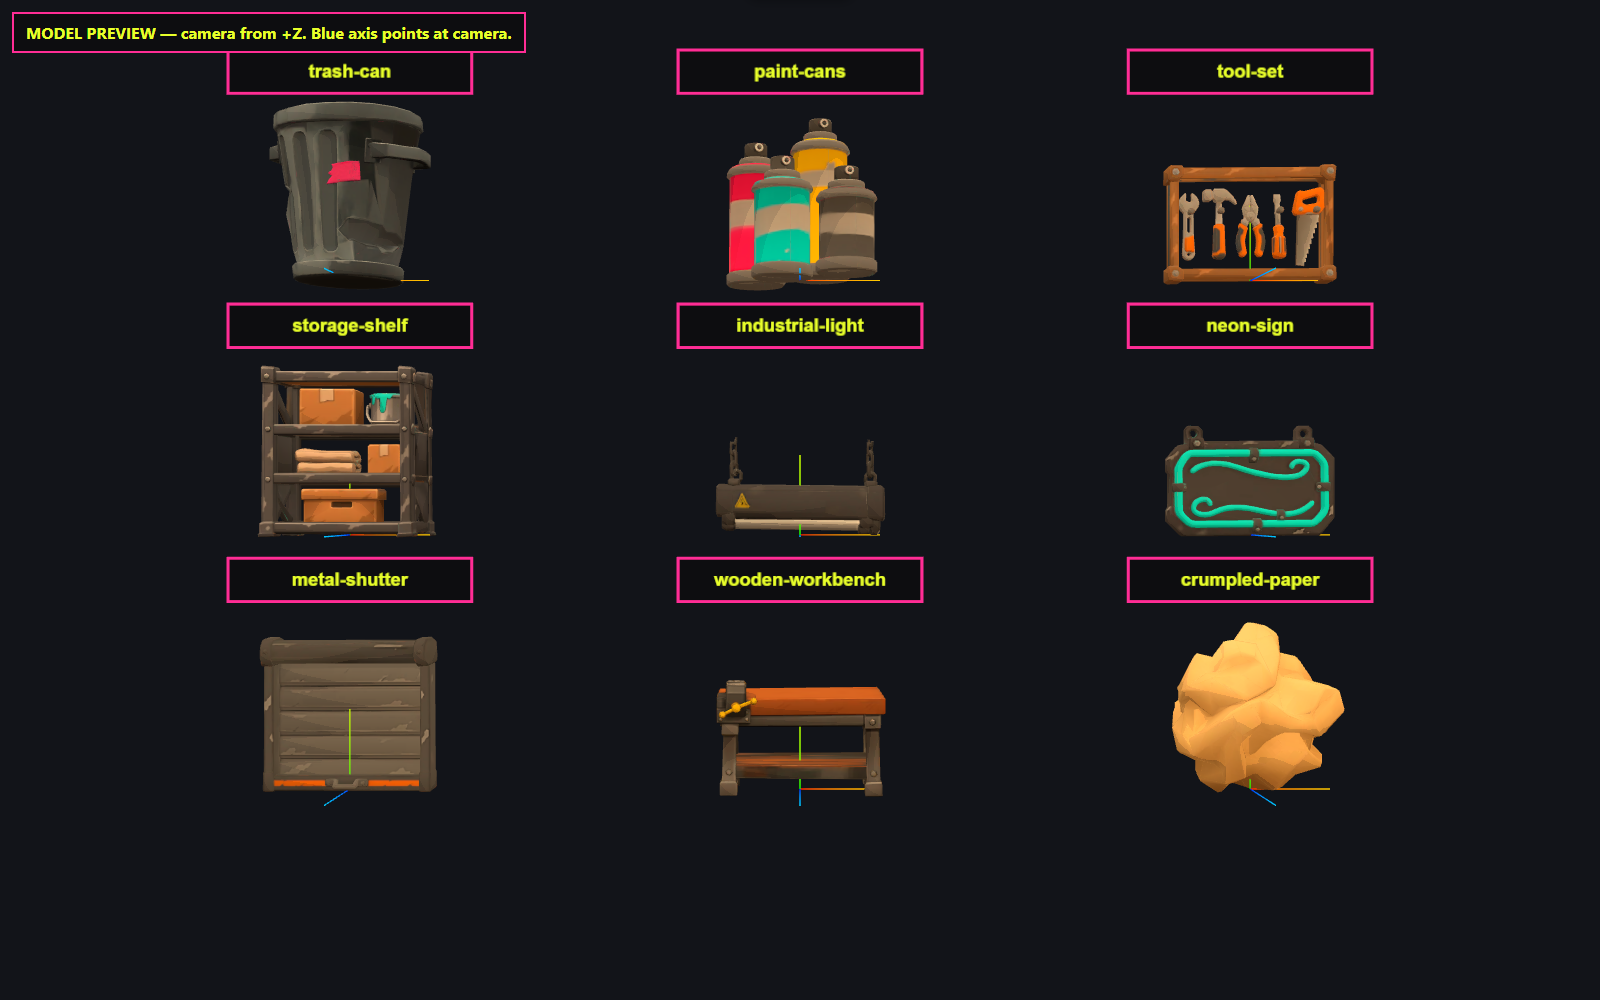 MODEL PREVIEW — camera from +Z. Blue axis points at camera.
trash-can
paint-cans
tool-set
storage-shelf
industrial-light
neon-sign
metal-shutter
wooden-workbench
crumpled-paper